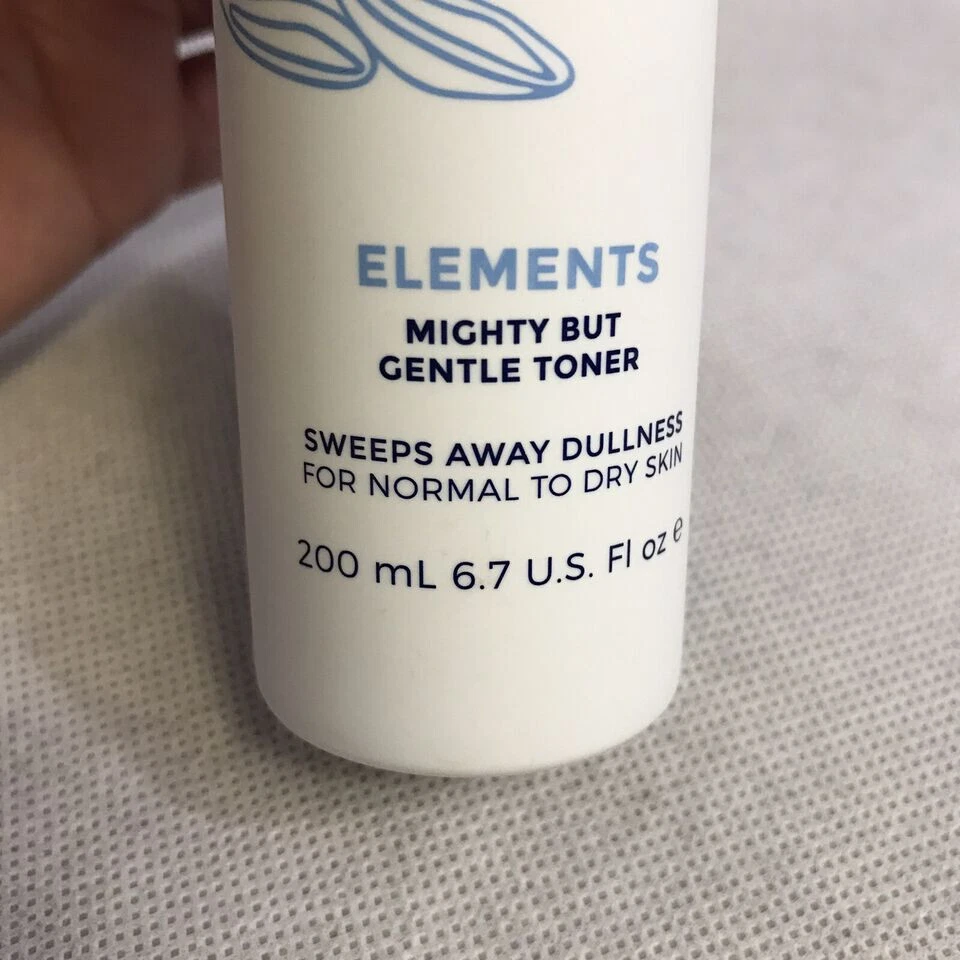 ELEMENTS
MIGHTY BUT
GENTLE TONER
SWEEPS AWAY DULLNESS
FOR NORMAL TO DRY SKIN
200 mL 6.7 U.S. Fl oz e